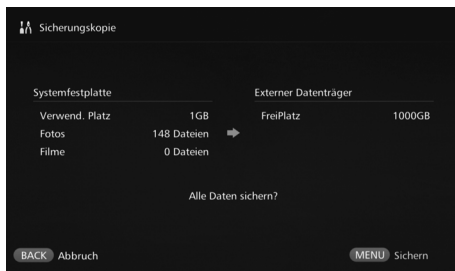 Sicherungskopie
Systemfestplatte
Verwend. Platz 1GB
Fotos 148 Dateien
Filme 0 Dateien
Externer Datenträger
FreiPlatz 1000GB
Alle Daten sichern?
BACK Abbruch
MENU Sichern